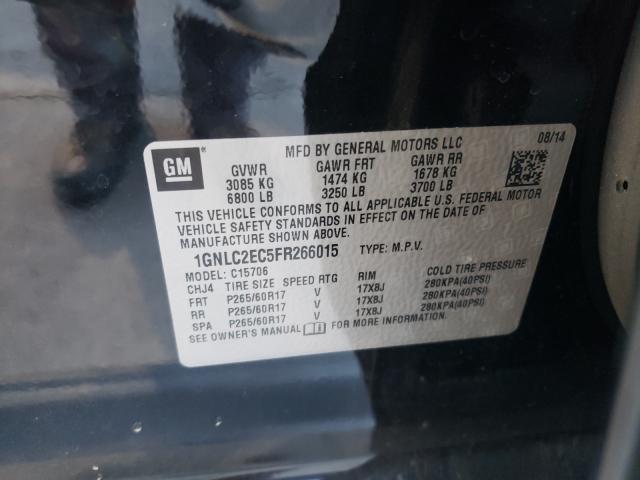 GM
MFD BY GENERAL MOTORS LLC 08/14
GVWR GAWR FRT GAWR RR
3085 KG 1474 KG 1678 KG
6800 LB 3250 LB 3700 LB
THIS VEHICLE CONFORMS TO ALL APPLICABLE U.S. FEDERAL MOTOR
VEHICLE SAFETY STANDARDS IN EFFECT ON THE DATE OF
MANUFACTURE SHOWN ABOVE.
1GNLC2EC5FR266015 TYPE: M.P.V.
MODEL: C15706
CHJ4 TIRE SIZE SPEED RTG RIM COLD TIRE PRESSURE
FRT P265/60R17 V 17X8J 280KPA(40PSI)
RR P265/60R17 V 17X8J 280KPA(40PSI)
SPA P265/60R17 V 17X8J 280KPA(40PSI)
SEE OWNER'S MANUAL FOR MORE INFORMATION.